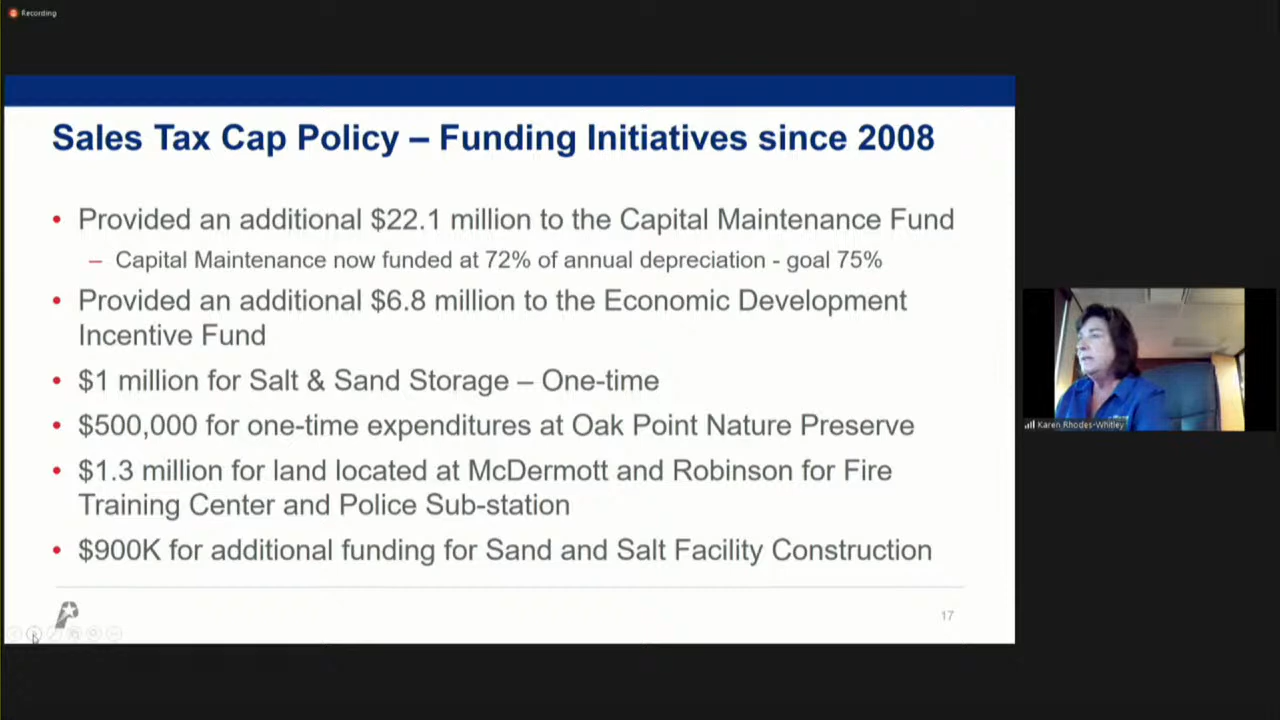 Recording
Sales Tax Cap Policy – Funding Initiatives since 2008
• Provided an additional $22.1 million to the Capital Maintenance Fund
– Capital Maintenance now funded at 72% of annual depreciation - goal 75%
• Provided an additional $6.8 million to the Economic Development
Incentive Fund
• $1 million for Salt & Sand Storage – One-time
• $500,000 for one-time expenditures at Oak Point Nature Preserve
• $1.3 million for land located at McDermott and Robinson for Fire
Training Center and Police Sub-station
• $900K for additional funding for Sand and Salt Facility Construction
17
Karen Rhodes-Whitley